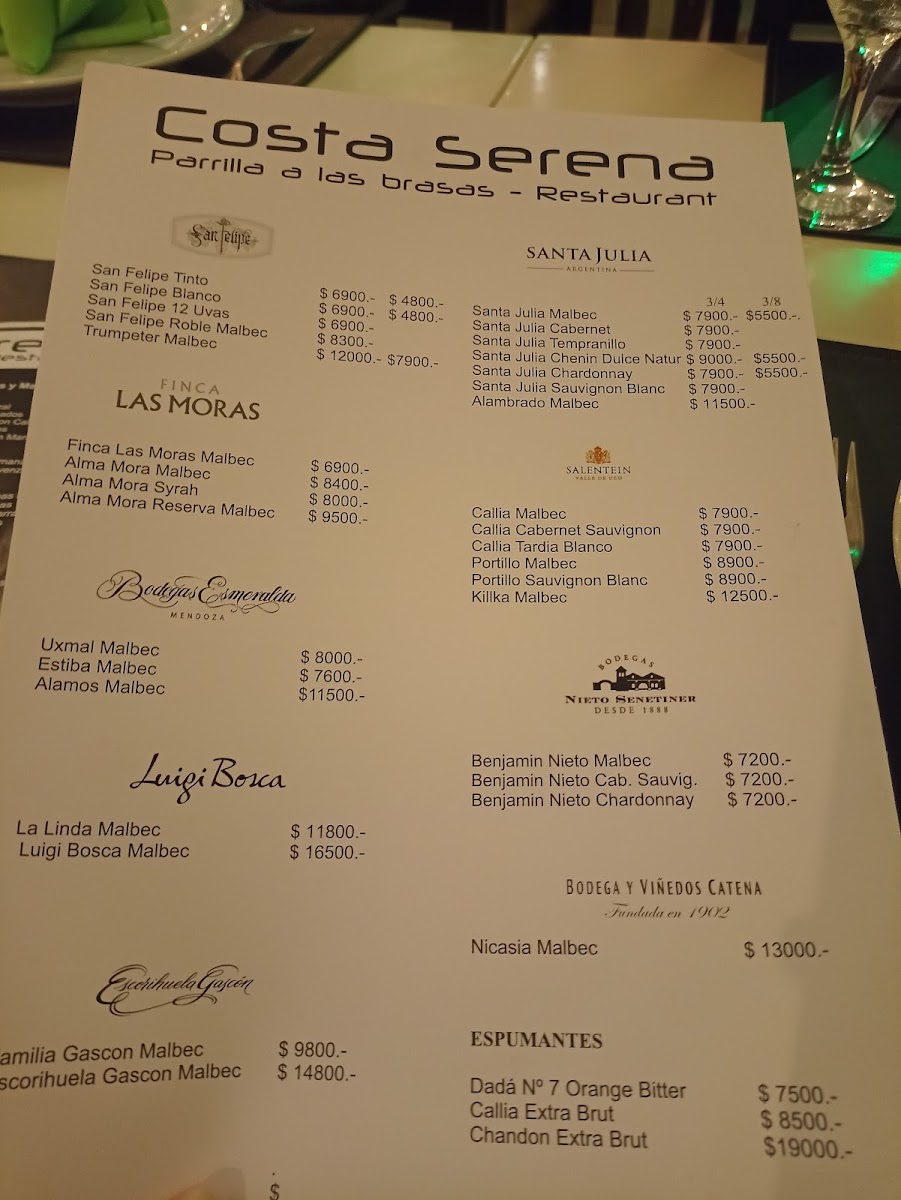 Costa Serena
Parrilla a las brasas - Restaurant
San Felipe
San Felipe Tinto $ 6900.- $ 4800.-
San Felipe Blanco $ 6900.- $ 4800.-
San Felipe 12 Uvas $ 6900.-
San Felipe Roble Malbec $ 8300.-
Trumpeter Malbec $ 12000.- $7900.-
FINCA
LAS MORAS
Finca Las Moras Malbec $ 6900.-
Alma Mora Malbec $ 8400.-
Alma Mora Syrah $ 8000.-
Alma Mora Reserva Malbec $ 9500.-
Bodegas Esmeralda
MENDOZA
Uxmal Malbec $ 8000.-
Estiba Malbec $ 7600.-
Alamos Malbec $11500.-
Luigi Bosca
La Linda Malbec $ 11800.-
Luigi Bosca Malbec $ 16500.-
Escorihuela Gascón
amilia Gascon Malbec $ 9800.-
scorihuela Gascon Malbec $ 14800.-
$
SANTA JULIA
ARGENTINA
3/4 3/8
Santa Julia Malbec $ 7900.- $5500.-.
Santa Julia Cabernet $ 7900.-
Santa Julia Tempranillo $ 7900.-
Santa Julia Chenin Dulce Natur $ 9000.- $5500.-
Santa Julia Chardonnay $ 7900.- $5500.-
Santa Julia Sauvignon Blanc $ 7900.-
Alambrado Malbec $ 11500.-
SALENTEIN
VALLE DE UCO
Callia Malbec $ 7900.-
Callia Cabernet Sauvignon $ 7900.-
Callia Tardia Blanco $ 7900.-
Portillo Malbec $ 8900.-
Portillo Sauvignon Blanc $ 8900.-
Killka Malbec $ 12500.-
BODEGAS
NIETO SENETINER
DESDE 1888
Benjamin Nieto Malbec $ 7200.-
Benjamin Nieto Cab. Sauvig. $ 7200.-
Benjamin Nieto Chardonnay $ 7200.-
BODEGA Y VIÑEDOS CATENA
Fundada en 1902
Nicasia Malbec $ 13000.-
ESPUMANTES
Dadá Nº 7 Orange Bitter $ 7500.-
Callia Extra Brut $ 8500.-
Chandon Extra Brut $19000.-